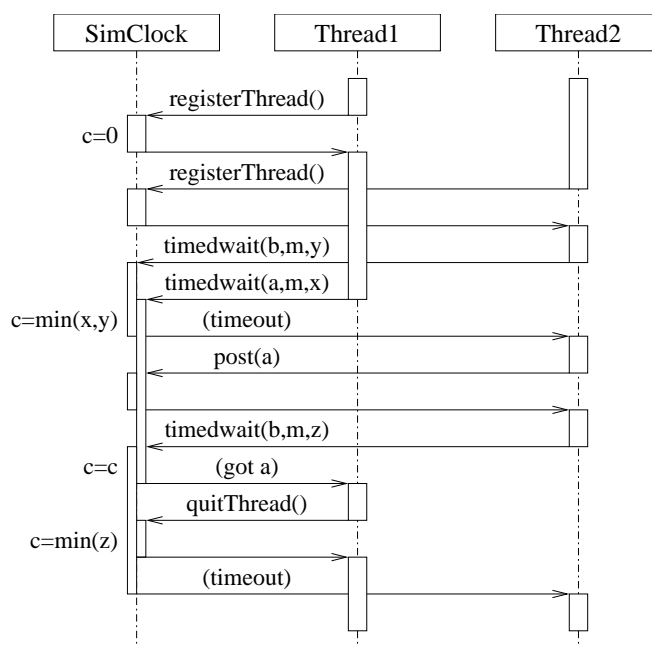 SimClock Thread1 Thread2
registerThread()
c=0
registerThread()
timedwait(b,m,y)
timedwait(a,m,x)
c=min(x,y) (timeout)
post(a)
timedwait(b,m,z)
c=c (got a)
quitThread()
c=min(z)
(timeout)